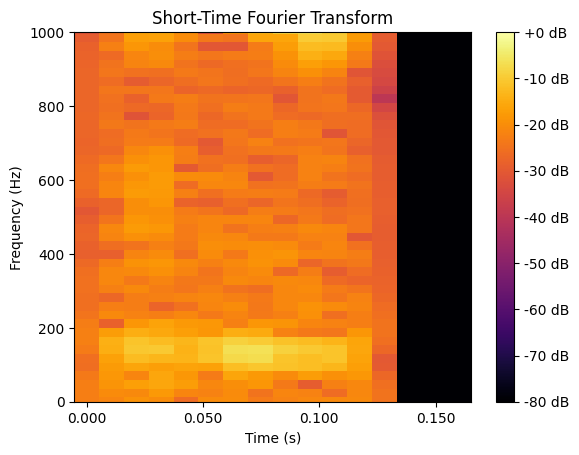 Short-Time Fourier Transform
1000
800
600
400
200
0
Frequency (Hz)
0.000
0.050
0.100
0.150
Time (s)
+0 dB
-10 dB
-20 dB
-30 dB
-40 dB
-50 dB
-60 dB
-70 dB
-80 dB